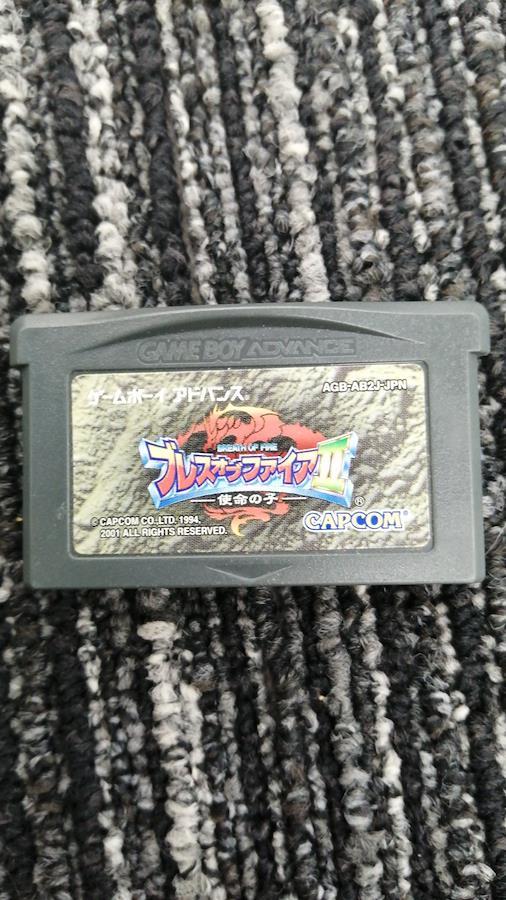 GAME BOY ADVANCE
ゲームボーイ アドバンス
AGB-AB2J-JPN
BREATH OF FIRE
ブレス オブ ファイア II
使命の子
© CAPCOM CO.,LTD. 1994,
2001 ALL RIGHTS RESERVED.
CAPCOM®